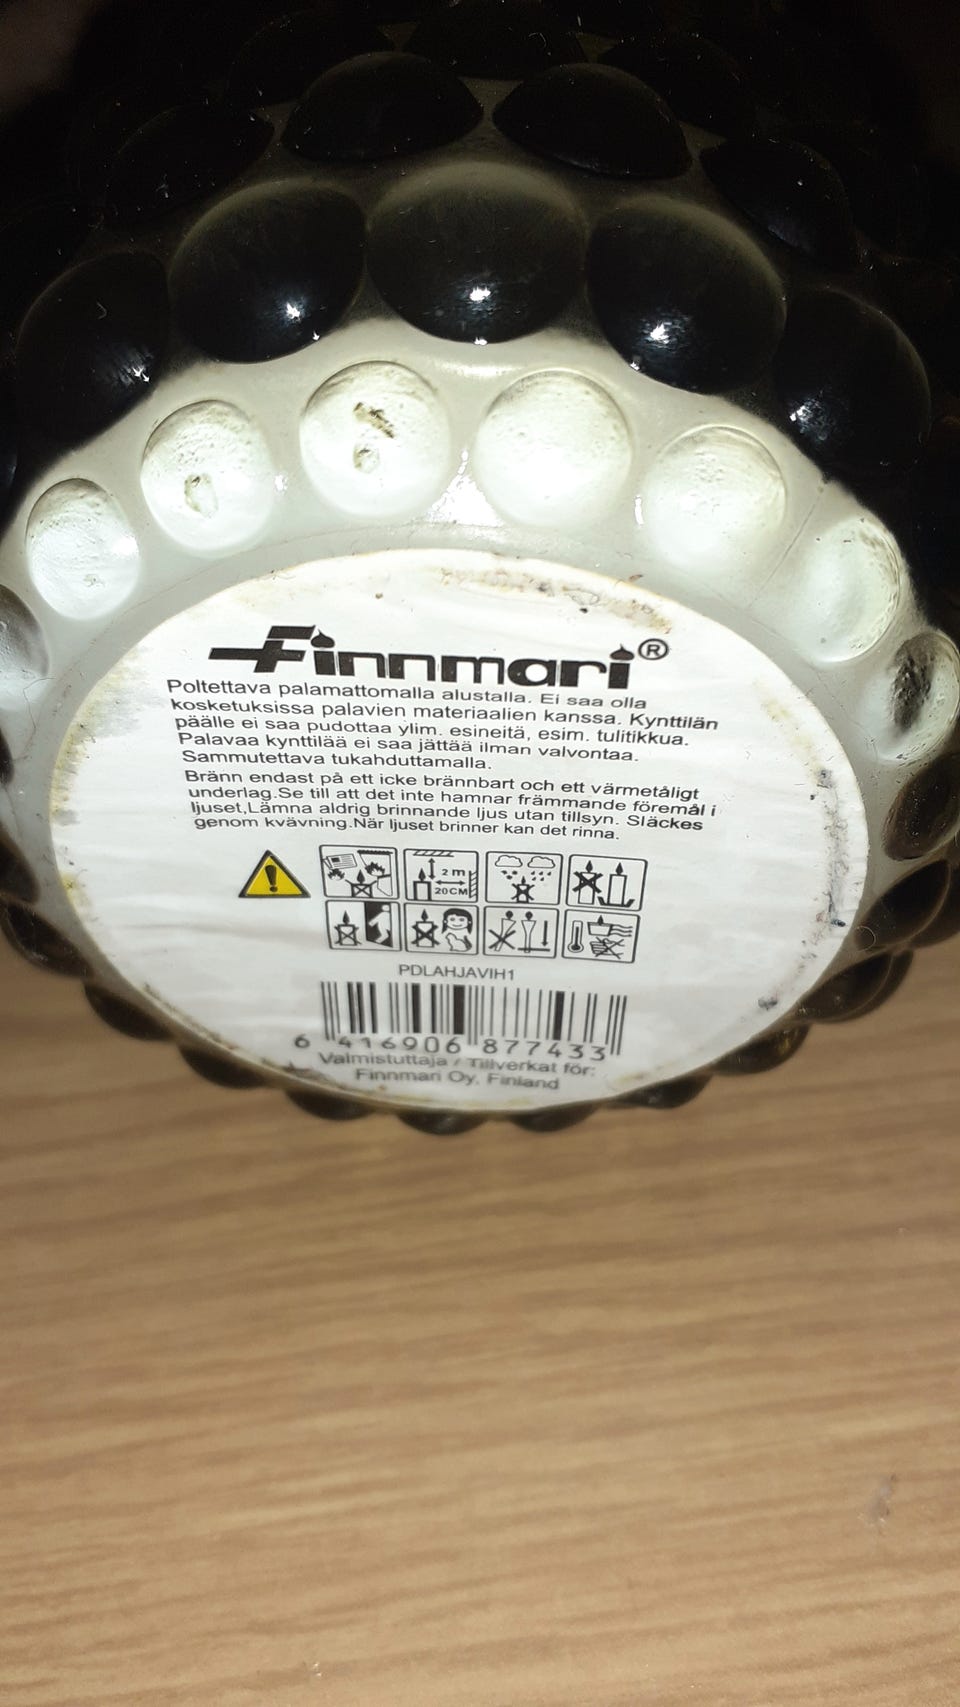 Finnmari®
Poltettava palamattomalla alustalla. Ei saa olla
kosketuksissa palavien materiaalien kanssa. Kynttilän
päälle ei saa pudottaa ylim. esineitä, esim. tulitikkua.
Palavaa kynttilää ei saa jättää ilman valvontaa.
Sammutettava tukahduttamalla.
Bränn endast på ett icke brännbart och ett värmetåligt
underlag.Se till att det inte hamnar främmande föremål i
ljuset,Lämna aldrig brinnande ljus utan tillsyn. Släckes
genom kvävning.När ljuset brinner kan det rinna.
2 m
20CM
PDLAHJAVIH1
6 416906 877433
Valmistuttaja / Tillverkat för:
Finnmari Oy, Finland